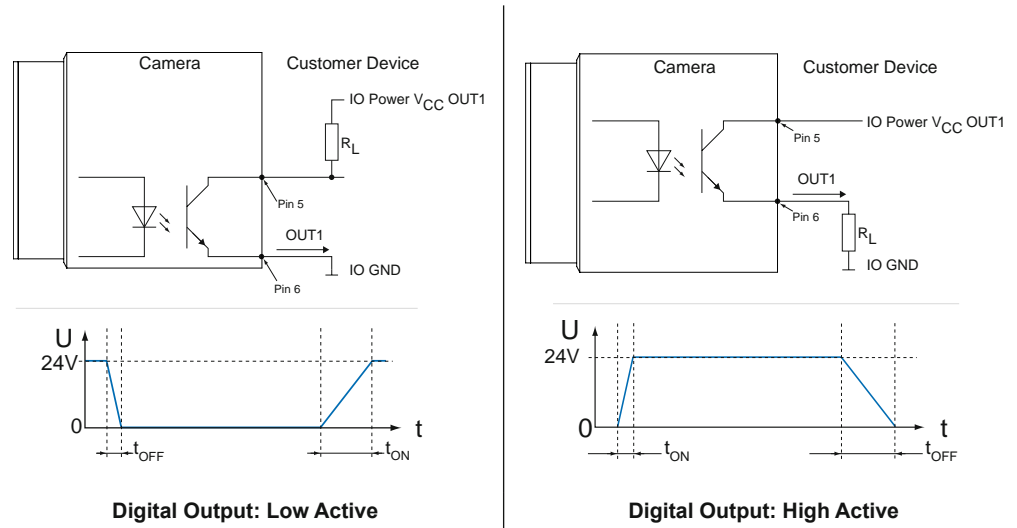 Camera
Customer Device
IO Power VCC OUT1
RL
Pin 5
OUT1
IO GND
Pin 6
U
24V
0
t
tOFF
tON
Digital Output: Low Active
Camera
Customer Device
IO Power VCC OUT1
Pin 5
OUT1
Pin 6
RL
IO GND
U
24V
0
t
tON
tOFF
Digital Output: High Active